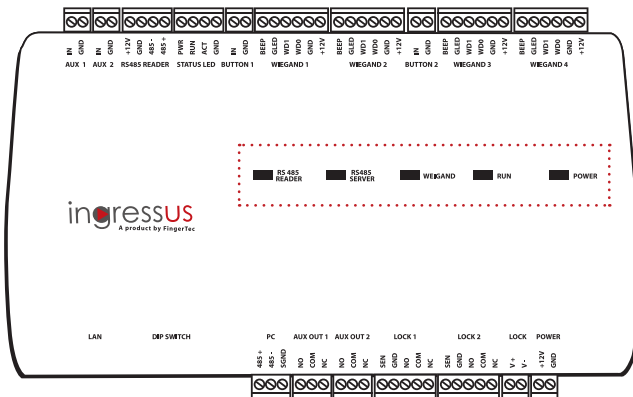 IN GND IN GND +12V GND 485- 485+ PWR RUN ACT GND IN GND BEEP GLED WD1 WD0 GND +12V BEEP GLED WD1 WD0 GND +12V IN GND BEEP GLED WD1 WD0 GND +12V BEEP GLED WD1 WD0 GND +12V
AUX 1 AUX 2 RS485 READER STATUS LED BUTTON 1 WIEGAND 1 WIEGAND 2 BUTTON 2 WIEGAND 3 WIEGAND 4
RS 485 READER
RS485 SERVER
WEIGAND
RUN
POWER
ingressus
A product by FingerTec
LAN DIP SWITCH PC AUX OUT 1 AUX OUT 2 LOCK 1 LOCK 2 LOCK POWER
485+ 485- SGND NO COM NC NO COM NC SEN GND NO COM NC SEN GND NO COM NC V+ V- +12V GND